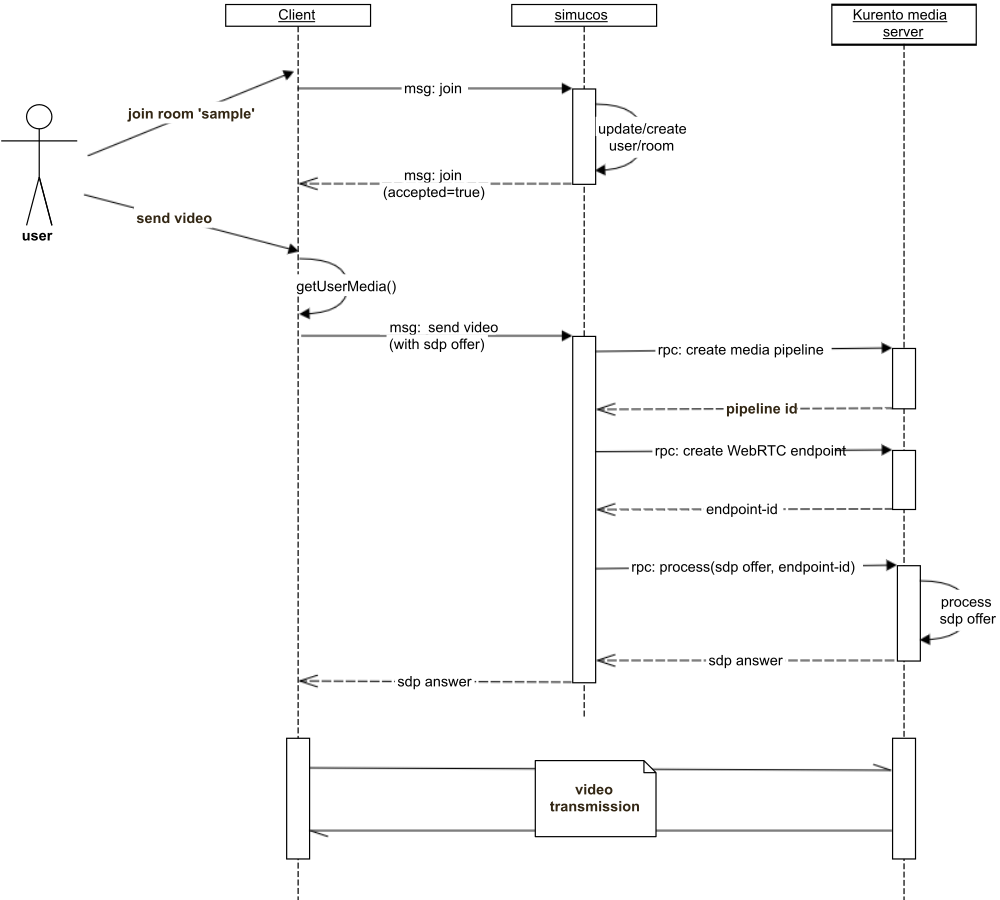 Client
simucos
Kurento media
server
msg: join
join room 'sample'
update/create
user/room
msg: join
(accepted=true)
send video
user
getUserMedia()
msg:  send video
(with sdp offer)
rpc: create media pipeline
pipeline id
rpc: create WebRTC endpoint
endpoint-id
rpc: process(sdp offer, endpoint-id)
process
sdp offer
sdp answer
sdp answer
video
transmission